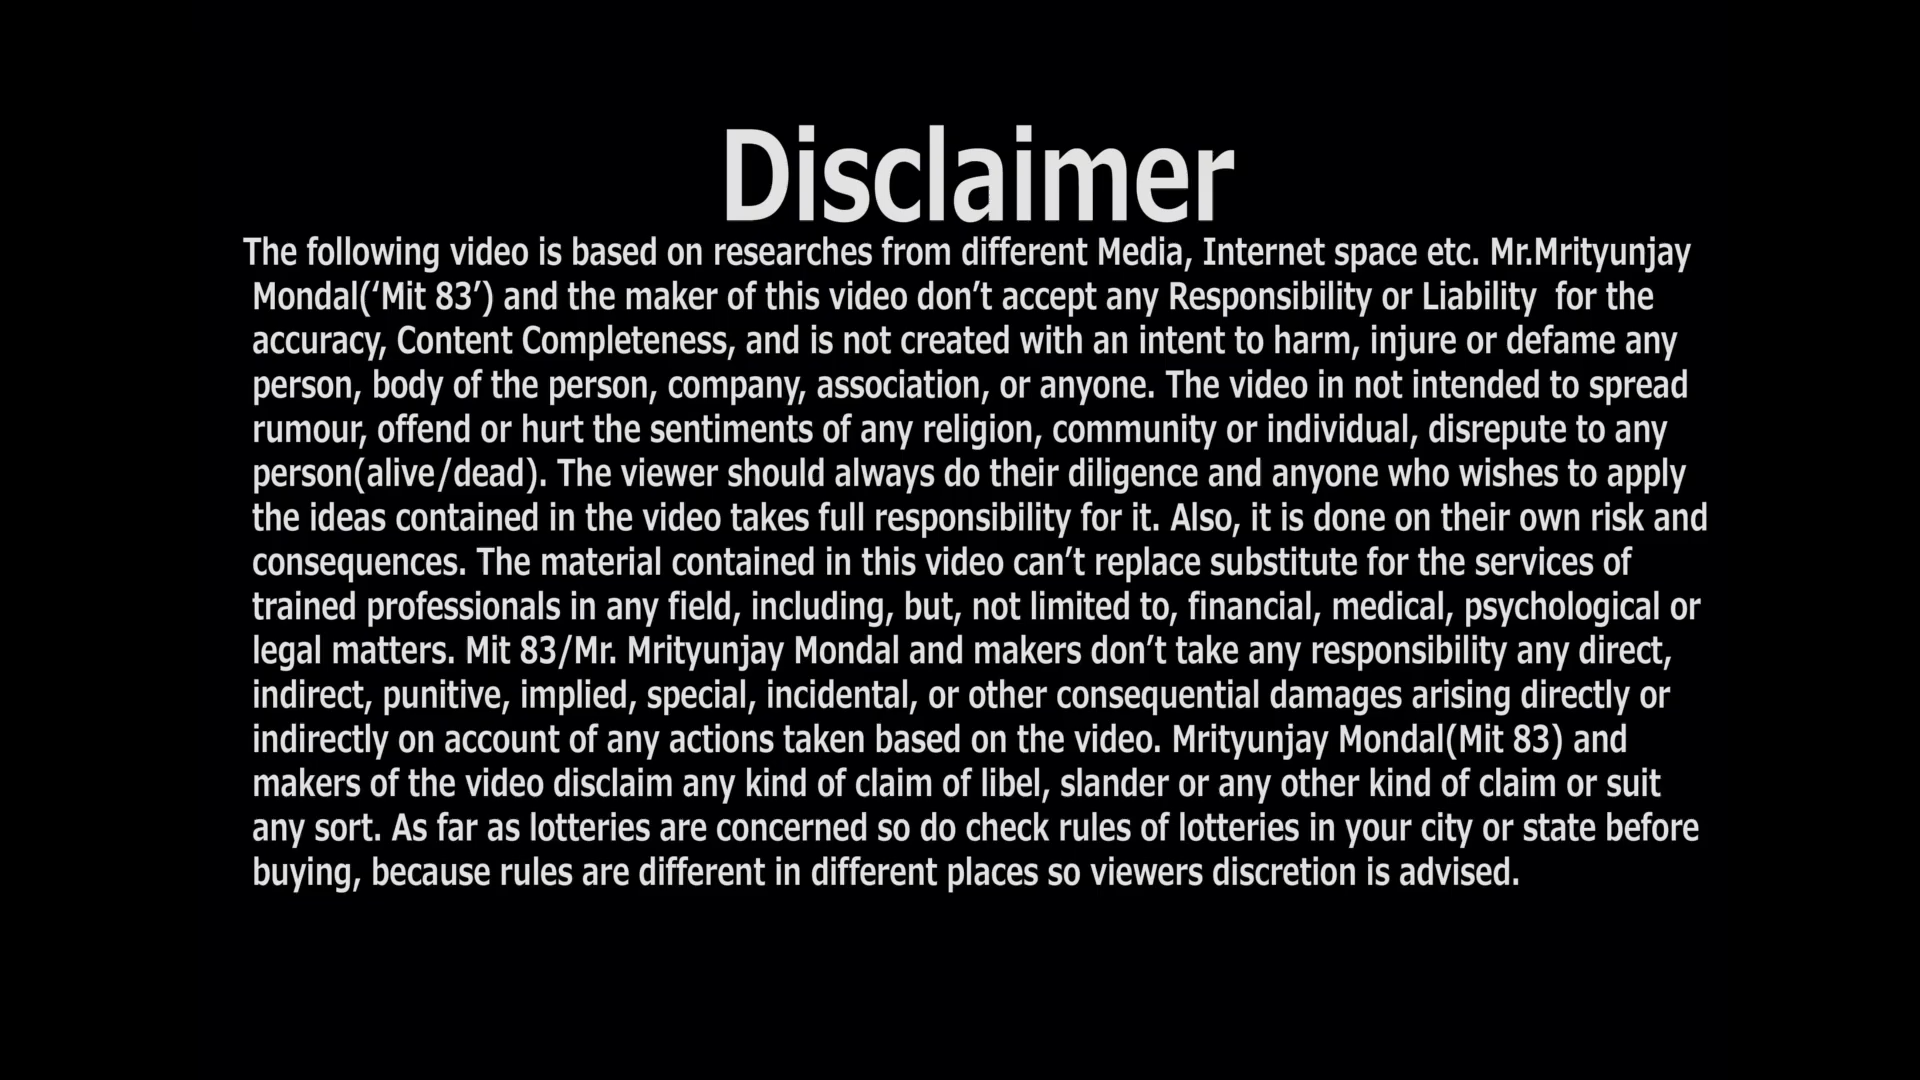 Disclaimer
The following video is based on researches from different Media, Internet space etc. Mr.Mrityunjay
Mondal(‘Mit 83’) and the maker of this video don’t accept any Responsibility or Liability  for the
accuracy, Content Completeness, and is not created with an intent to harm, injure or defame any
person, body of the person, company, association, or anyone. The video in not intended to spread
rumour, offend or hurt the sentiments of any religion, community or individual, disrepute to any
person(alive/dead). The viewer should always do their diligence and anyone who wishes to apply
the ideas contained in the video takes full responsibility for it. Also, it is done on their own risk and
consequences. The material contained in this video can’t replace substitute for the services of
trained professionals in any field, including, but, not limited to, financial, medical, psychological or
legal matters. Mit 83/Mr. Mrityunjay Mondal and makers don’t take any responsibility any direct,
indirect, punitive, implied, special, incidental, or other consequential damages arising directly or
indirectly on account of any actions taken based on the video. Mrityunjay Mondal(Mit 83) and
makers of the video disclaim any kind of claim of libel, slander or any other kind of claim or suit
any sort. As far as lotteries are concerned so do check rules of lotteries in your city or state before
buying, because rules are different in different places so viewers discretion is advised.